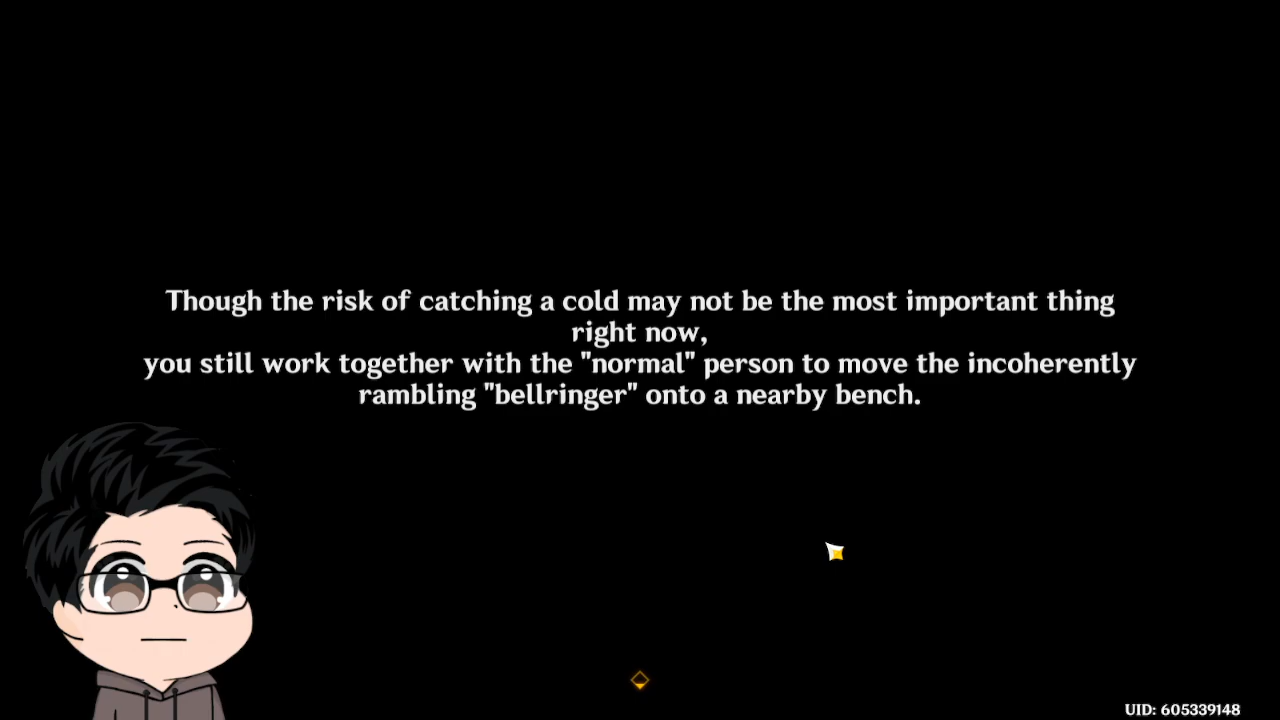 Though the risk of catching a cold may not be the most important thing
right now,
you still work together with the "normal" person to move the incoherently
rambling "bellringer" onto a nearby bench.
UID: 605339148